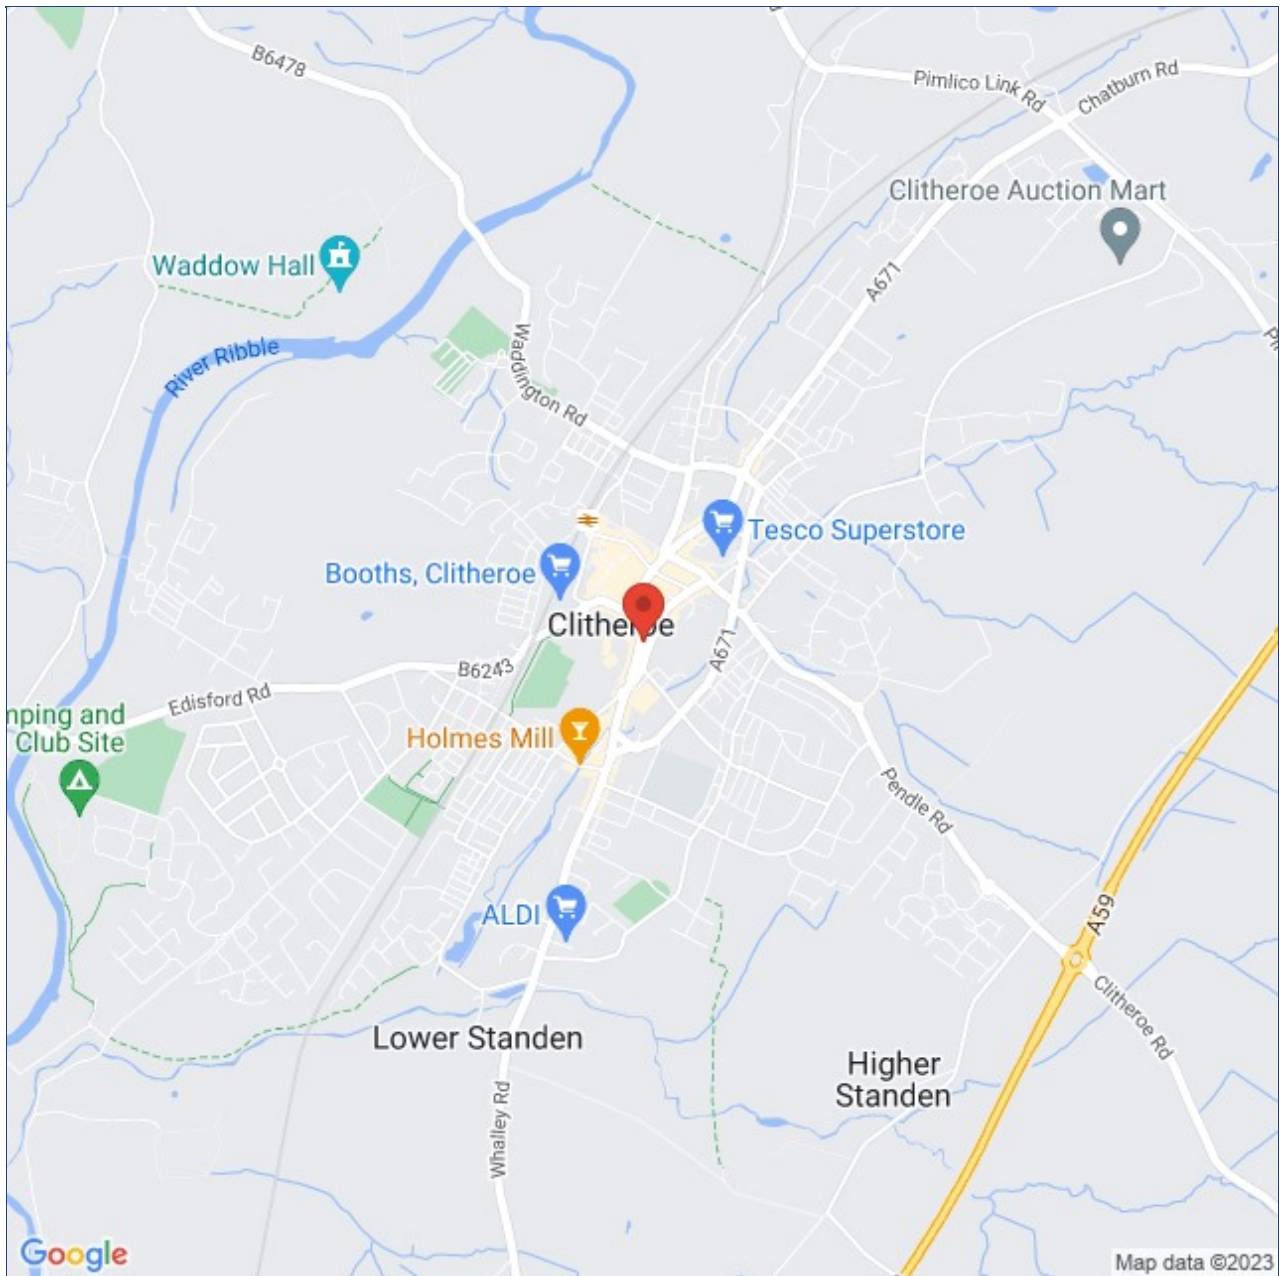 B6478
Pimlico Link Rd
Chatburn Rd
Clitheroe Auction Mart
Waddow Hall
A671
River Ribble
Waddington Rd
Tesco Superstore
Booths, Clitheroe
Clitheroe
A671
B6243
Edisford Rd
mping and
Club Site
Holmes Mill
Pendle Rd
ALDI
A59
Clitheroe Rd
Lower Standen
Higher
Standen
Whalley Rd
Google
Map data ©2023